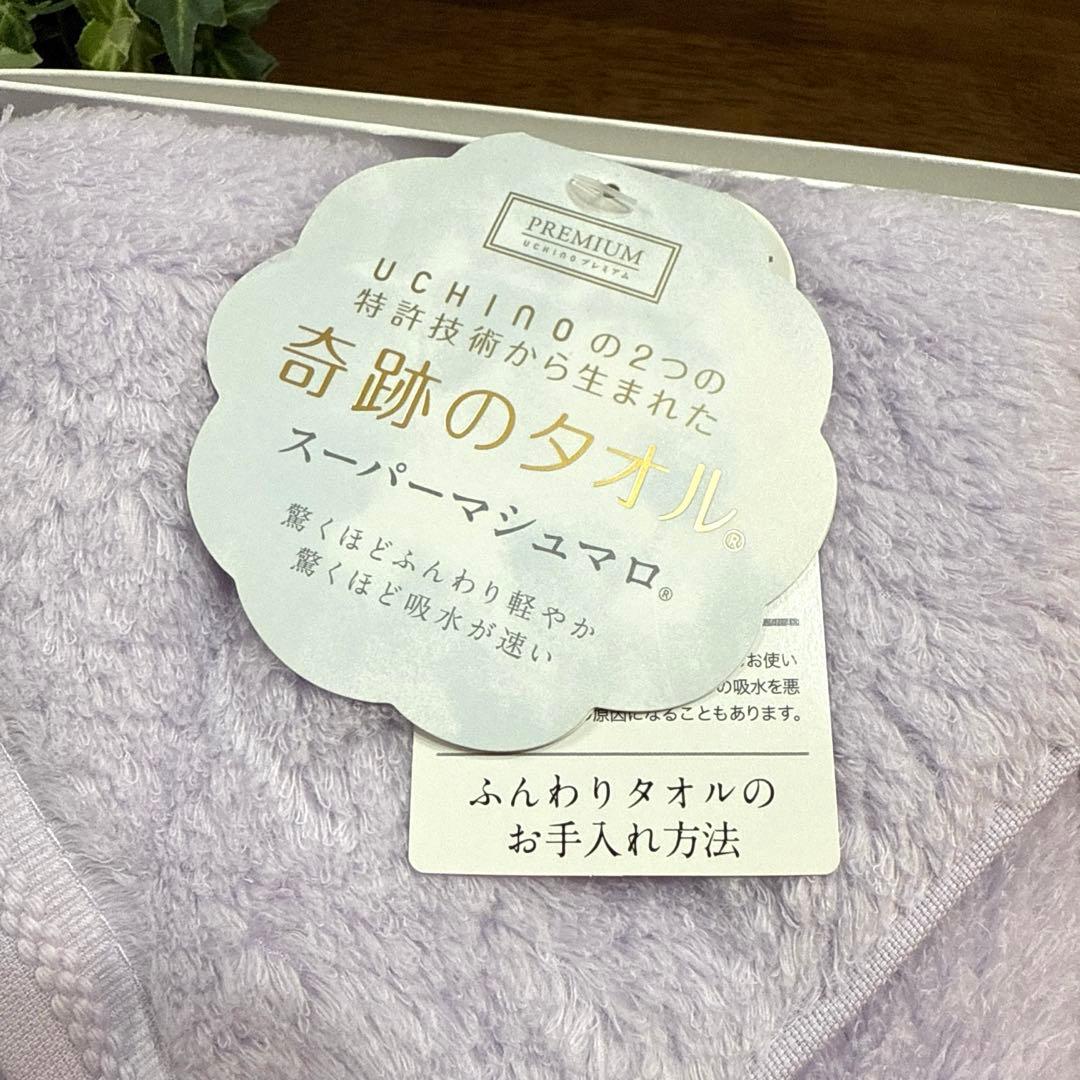 PREMIUM
UCHINOプレミアム
UCHINOの2つの
特許技術から生まれた
奇跡のタオル®
スーパーマシュマロ®
驚くほどふんわり軽やか
驚くほど吸水が速い
お使い
の吸水を悪
原因になることもあります。
ふんわりタオルの
お手入れ方法